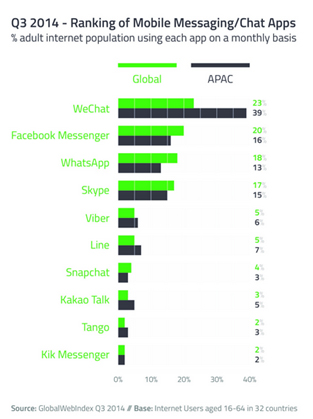 Q3 2014 - Ranking of Mobile Messaging/Chat Apps
% adult internet population using each app on a monthly basis
Global APAC
WeChat 23% 39%
Facebook Messenger 20% 16%
WhatsApp 18% 13%
Skype 17% 15%
Viber 5% 6%
Line 5% 7%
Snapchat 4% 3%
Kakao Talk 3% 5%
Tango 2% 3%
Kik Messenger 2% 2%
0% 10% 20% 30% 40%
Source: GlobalWebIndex Q3 2014 // Base: Internet Users aged 16-64 in 32 countries